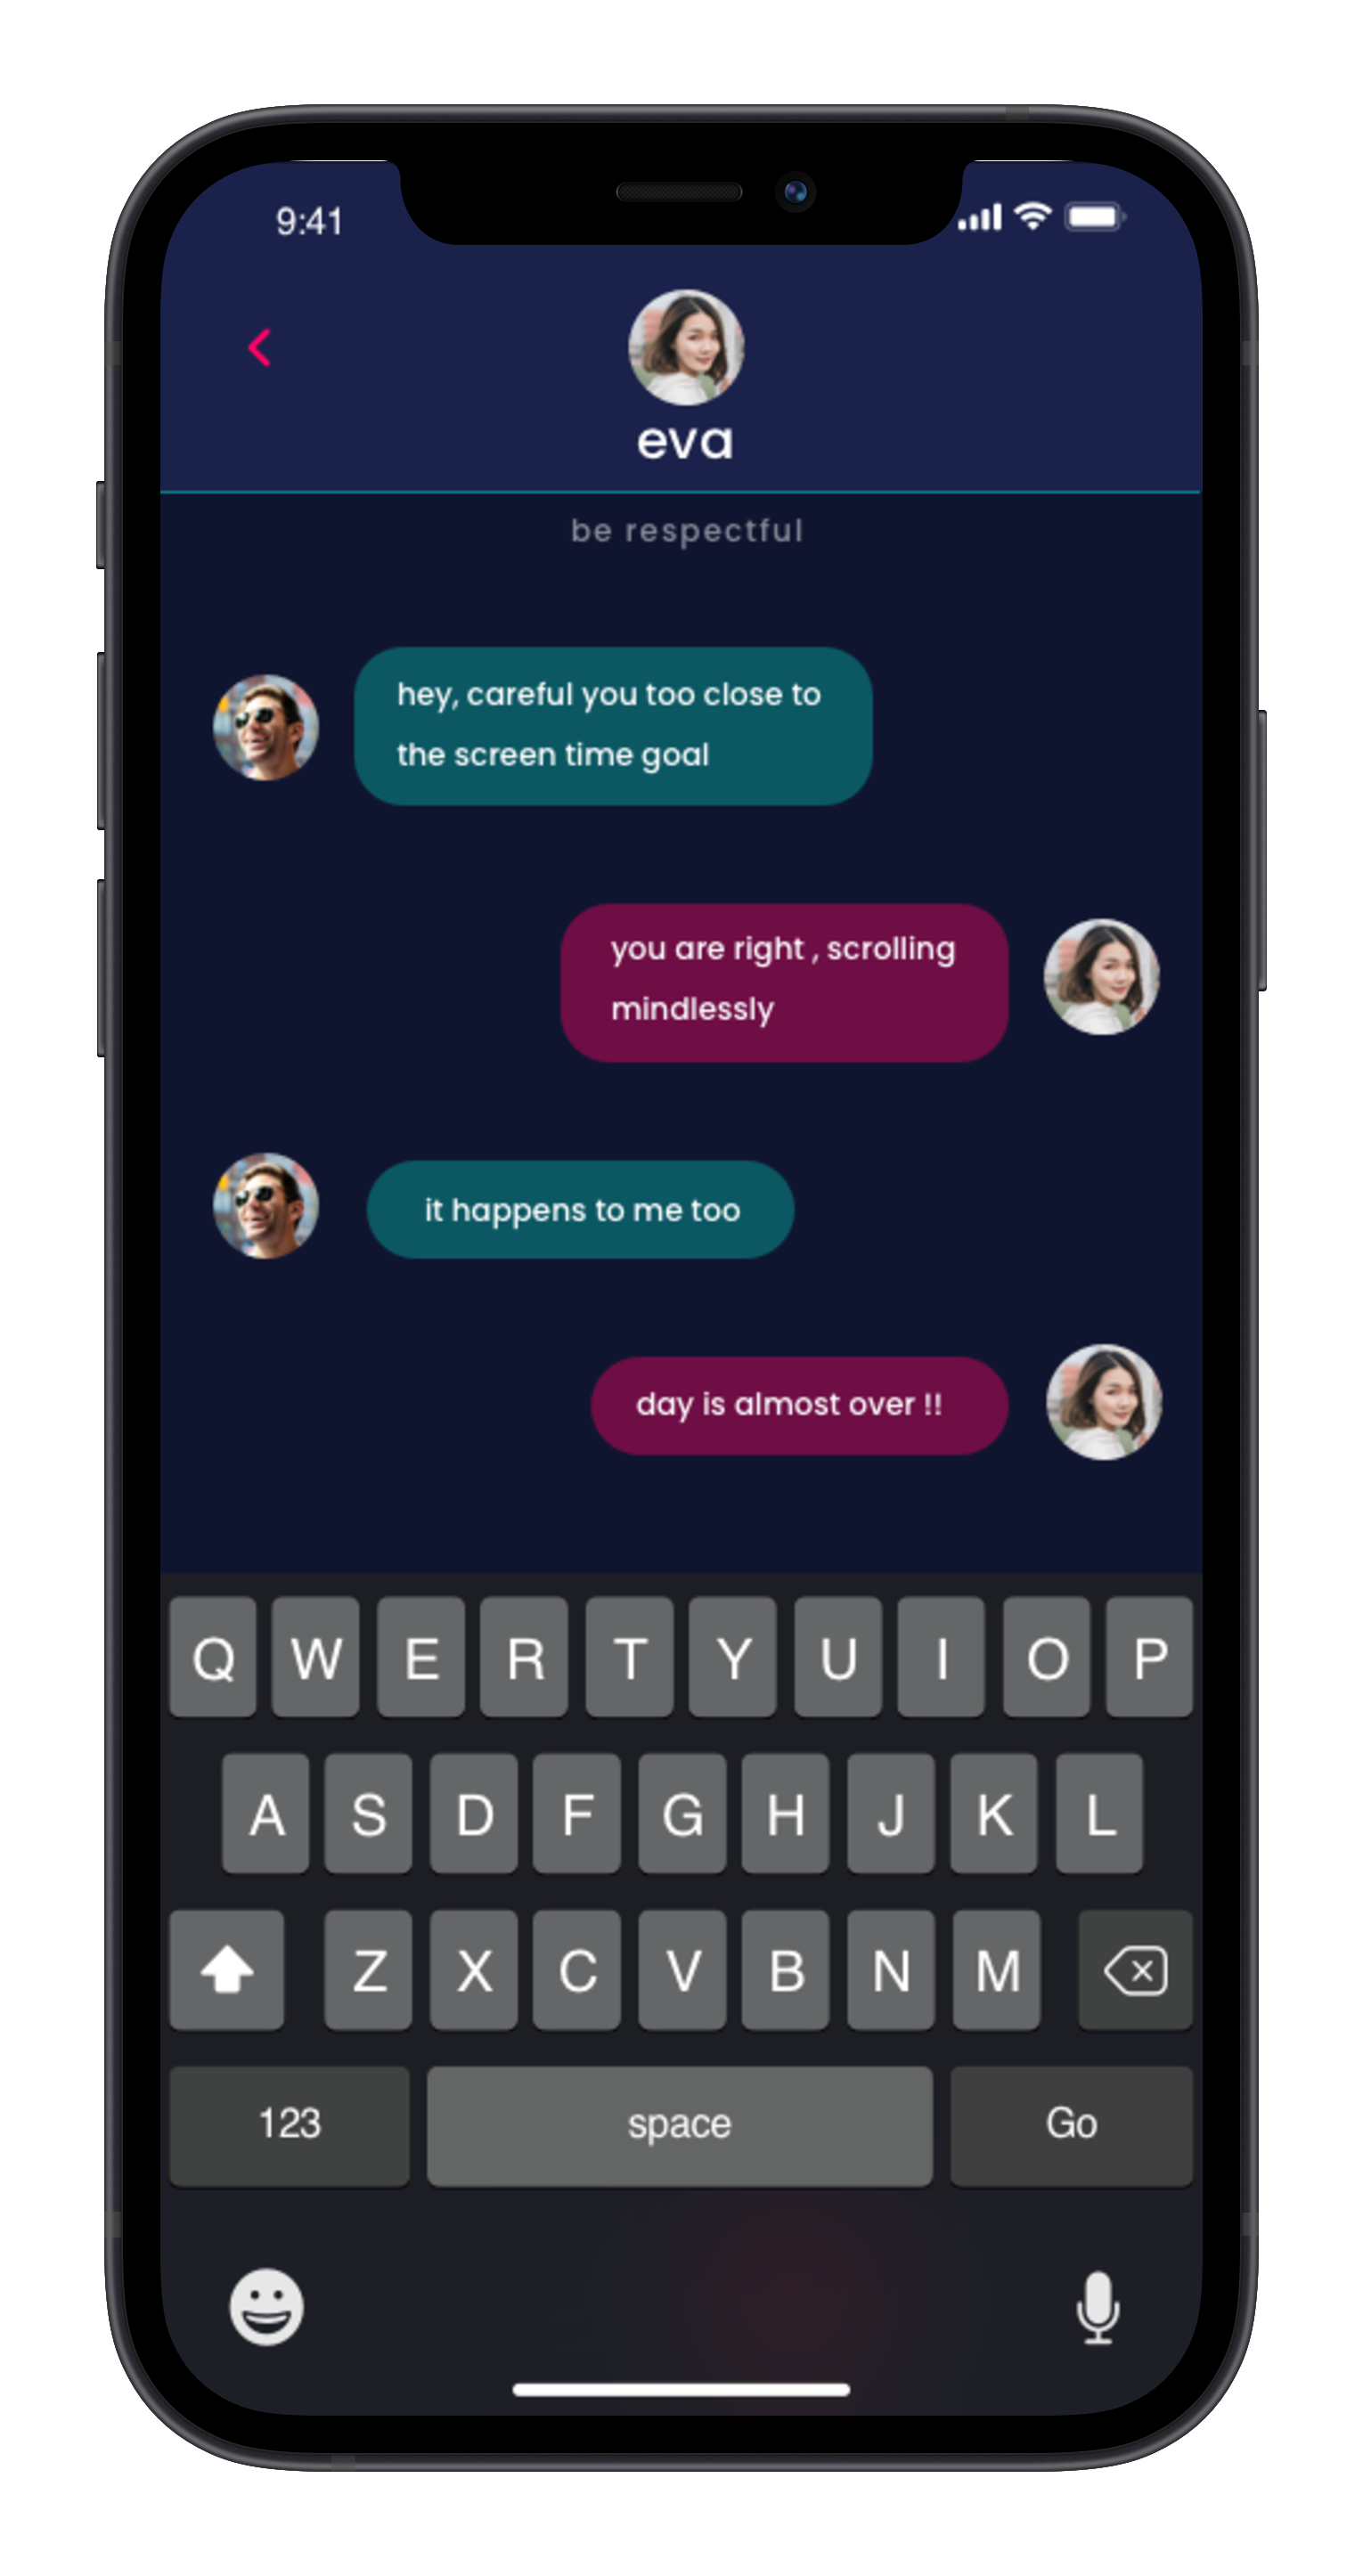 9:41
eva
be respectful
hey, careful you too close to
the screen time goal
you are right , scrolling
mindlessly
it happens to me too
day is almost over !!
Q W E R T Y U I O P
A S D F G H J K L
Z X C V B N M
123 space Go